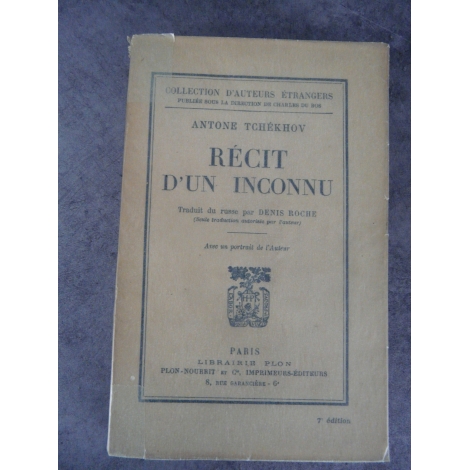 COLLECTION D'AUTEURS ÉTRANGERS
PUBLIÉE SOUS LA DIRECTION DE CHARLES DU BOS
ANTONE TCHÉKHOV
RÉCIT
D'UN INCONNU
Traduit du russe par DENIS ROCHE
(Seule traduction autorisée par l'auteur)
Avec un portrait de l'Auteur
PARIS
LIBRAIRIE PLON
PLON-NOURRIT et Cie, IMPRIMEURS-ÉDITEURS
8, RUE GARANCIÈRE - 6e
7e édition